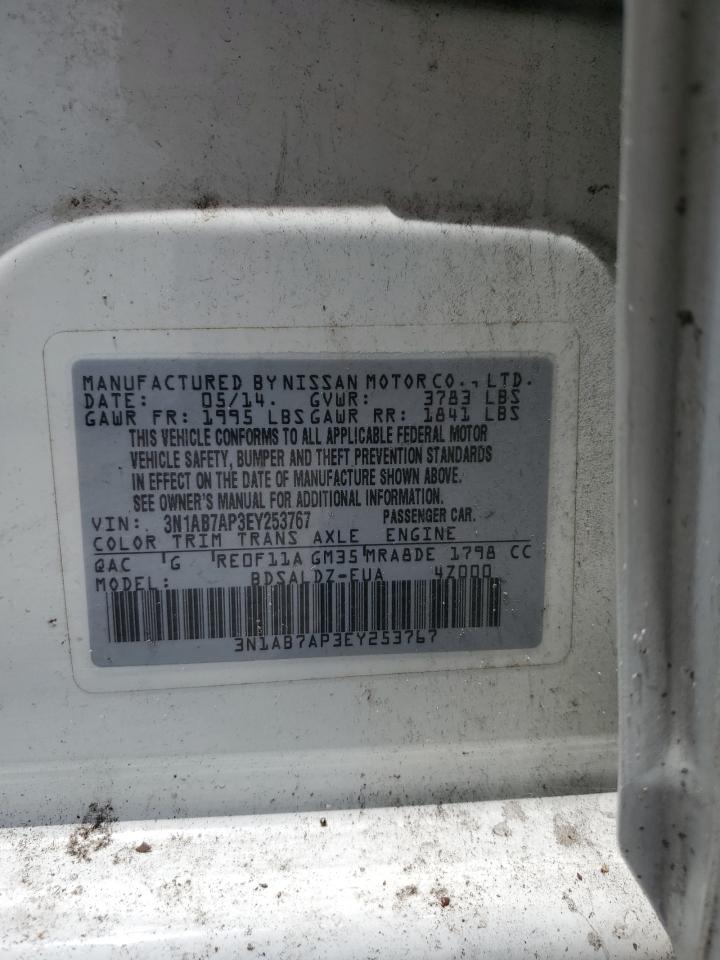 MANUFACTURED BY NISSAN MOTOR CO., LTD.
DATE: 05/14. GVWR: 3783 LBS
GAWR FR: 1995 LBS GAWR RR: 1841 LBS
THIS VEHICLE CONFORMS TO ALL APPLICABLE FEDERAL MOTOR
VEHICLE SAFETY, BUMPER AND THEFT PREVENTION STANDARDS
IN EFFECT ON THE DATE OF MANUFACTURE SHOWN ABOVE.
SEE OWNER'S MANUAL FOR ADDITIONAL INFORMATION.
VIN: 3N1AB7AP3EY253767 PASSENGER CAR.
COLOR TRIM TRANS AXLE ENGINE
QAC G RE0F11A GM35 MRA8DE 1798 CC
MODEL: BDSALDZ-EUA 4Z000
3N1AB7AP3EY253767